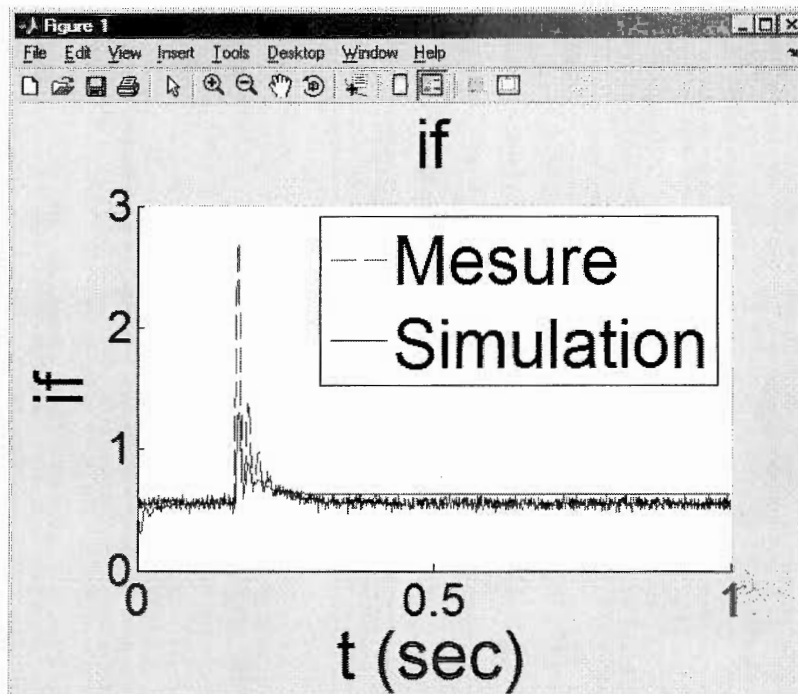 Figure 1
File Edit View Insert Tools Desktop Window Help
if
3
Mesure
Simulation
2
if
1
0
0 0.5 1
t (sec)